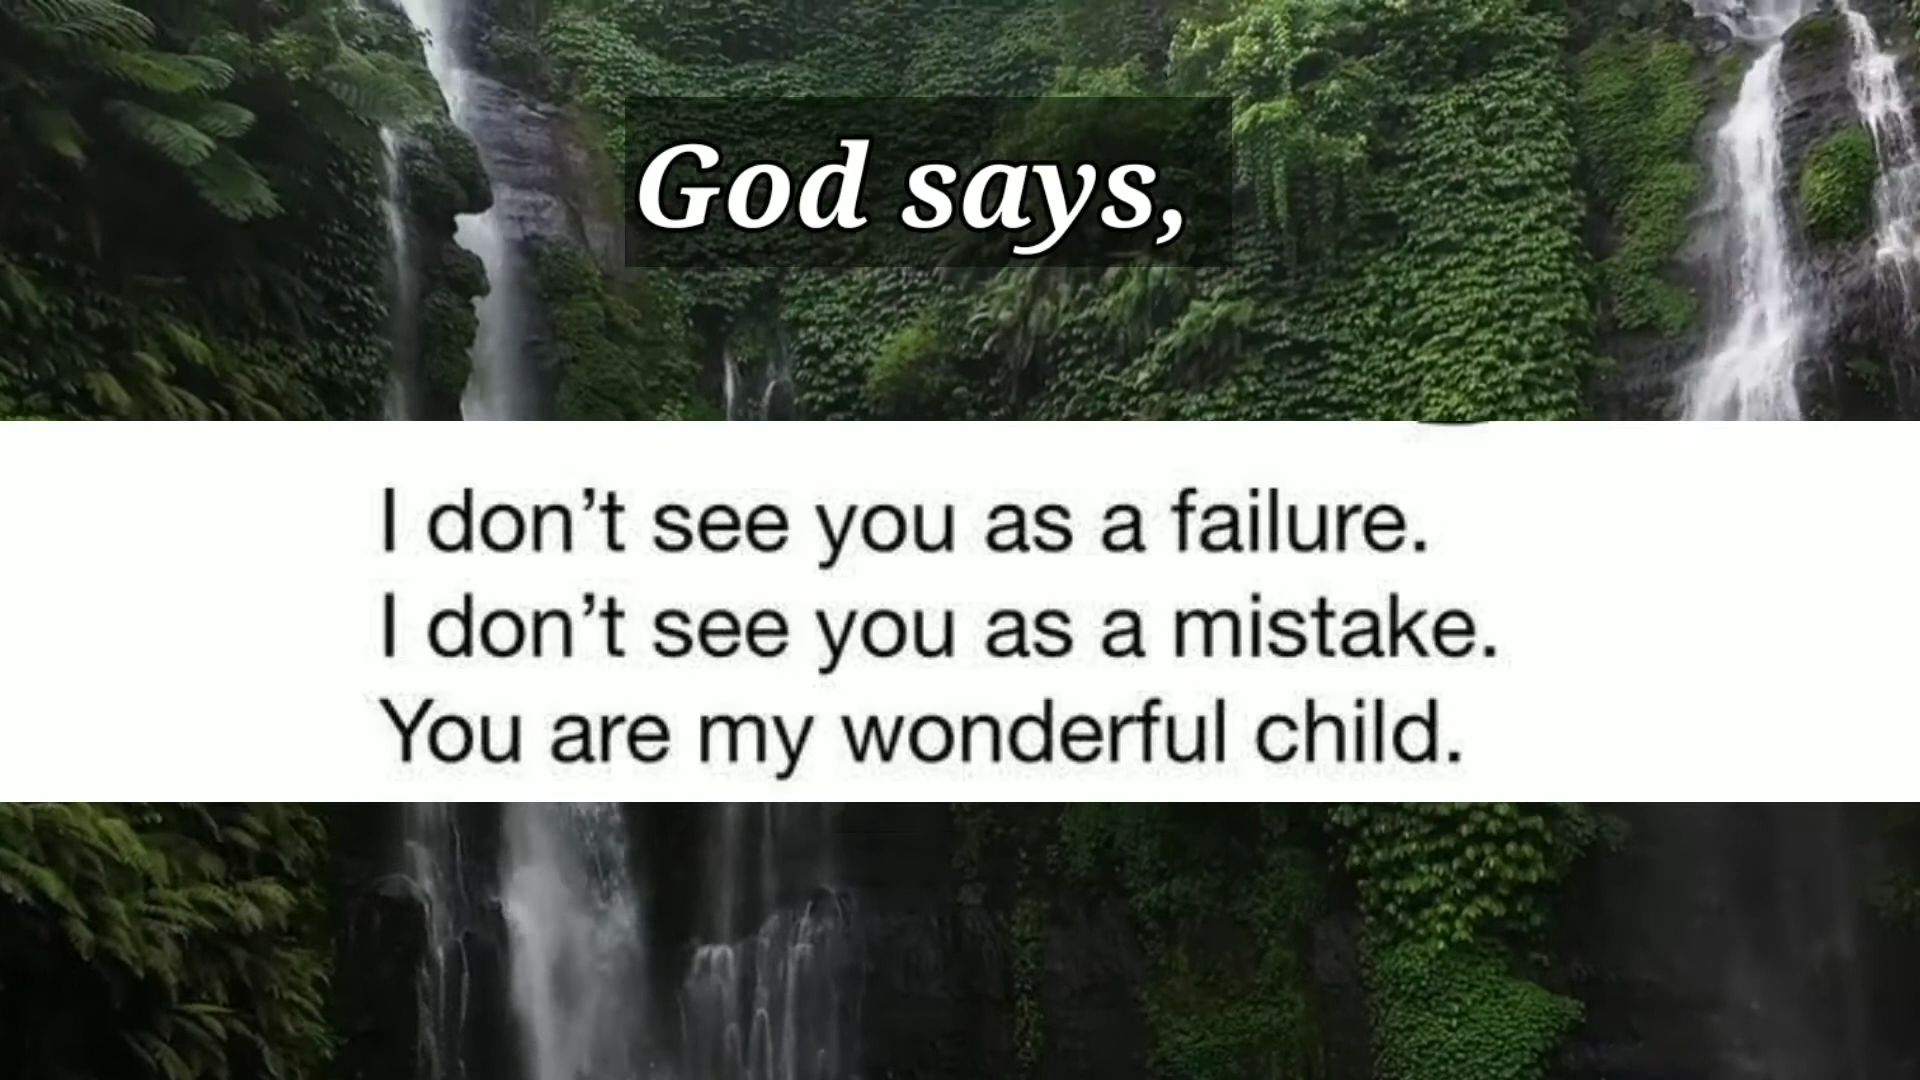 God says,
I don’t see you as a failure.
I don’t see you as a mistake.
You are my wonderful child.